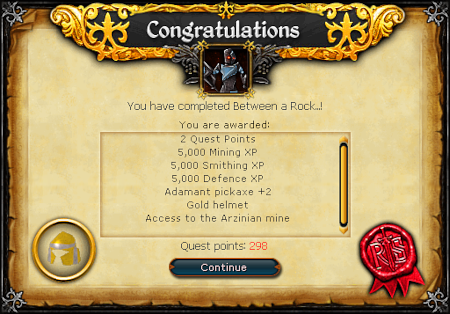 Congratulations
You have completed Between a Rock...!
You are awarded:
2 Quest Points
5,000 Mining XP
5,000 Smithing XP
5,000 Defence XP
Adamant pickaxe +2
Gold helmet
Access to the Arzinian mine
Quest points: 298
Continue
RS